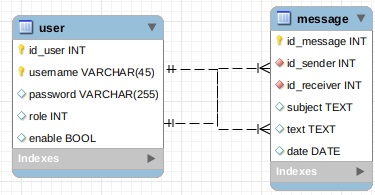 user
id_user INT
username VARCHAR(45)
password VARCHAR(255)
role INT
enable BOOL
Indexes
message
id_message INT
id_sender INT
id_receiver INT
subject TEXT
text TEXT
date DATE
Indexes